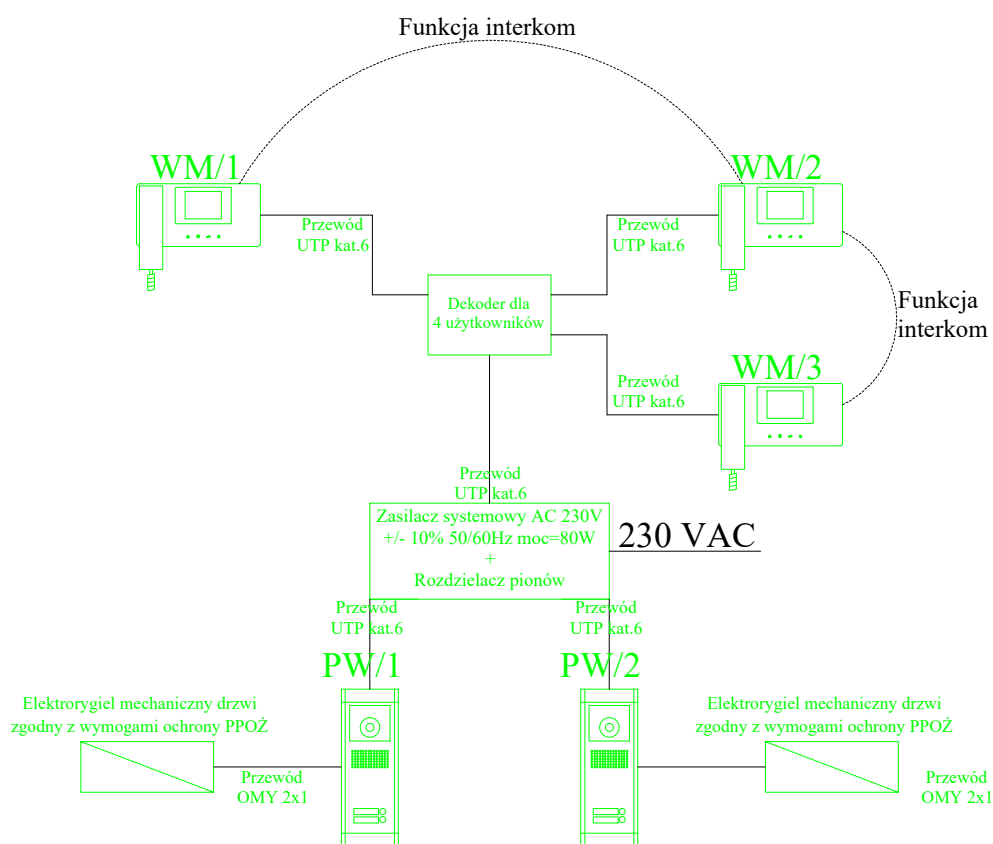 Funkcja interkom
WM/1
WM/2
Przewód
UTP kat.6
Przewód
UTP kat.6
Dekoder dla
4 użytkowników
Funkcja
interkom
WM/3
Przewód
UTP kat.6
Przewód
UTP kat.6
Zasilacz systemowy AC 230V
+/- 10% 50/60Hz moc=80W
+
Rozdzielacz pionów
230 VAC
Przewód
UTP kat.6
Przewód
UTP kat.6
PW/1
PW/2
Elektrorygiel mechaniczny drzwi
zgodny z wymogami ochrony PPOŻ
Elektrorygiel mechaniczny drzwi
zgodny z wymogami ochrony PPOŻ
Przewód
OMY 2x1
Przewód
OMY 2x1